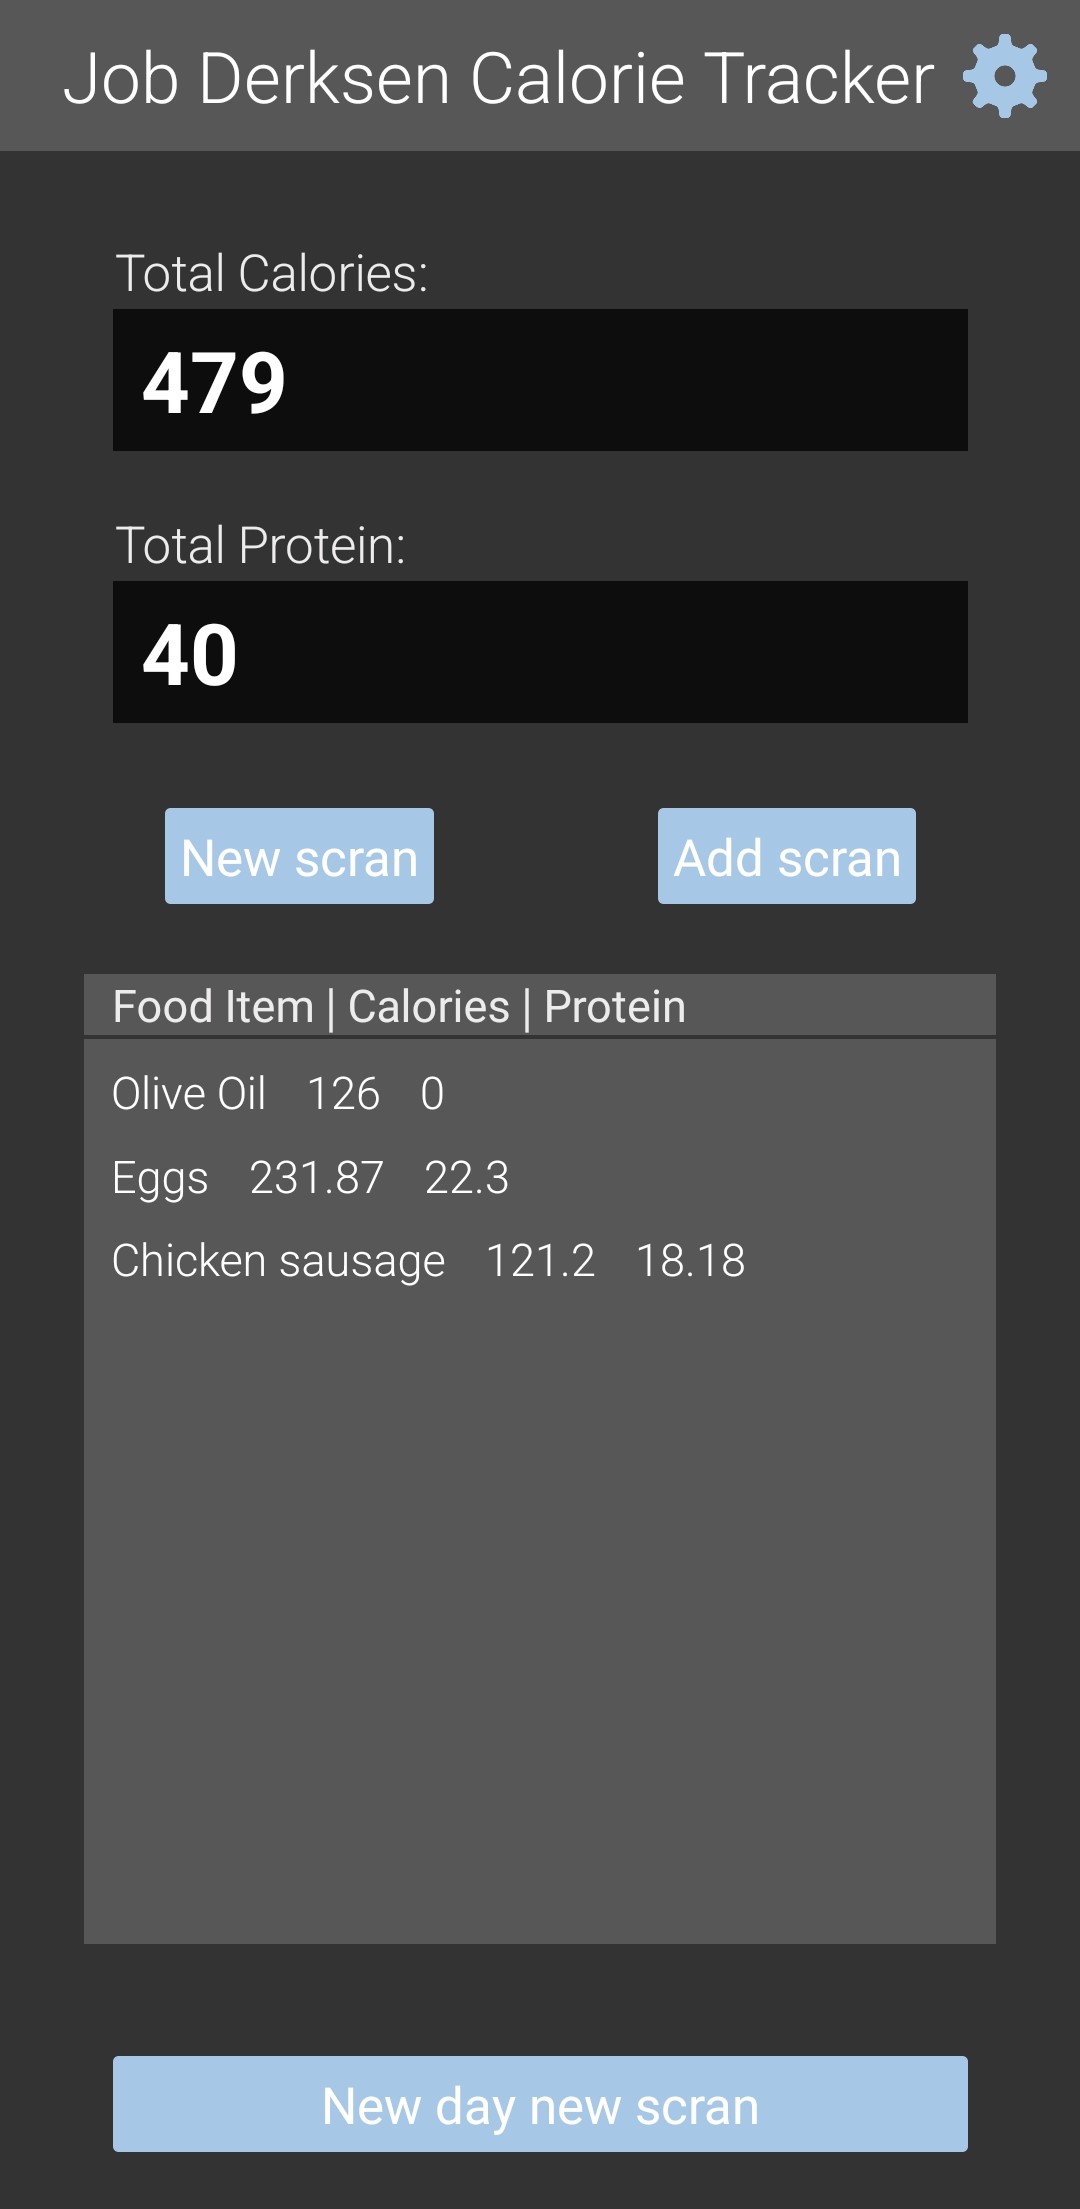 Job Derksen Calorie Tracker
Total Calories:
479
Total Protein:
40
New scran
Add scran
Food Item | Calories | Protein
Olive Oil 126 0
Eggs 231.87 22.3
Chicken sausage 121.2 18.18
New day new scran